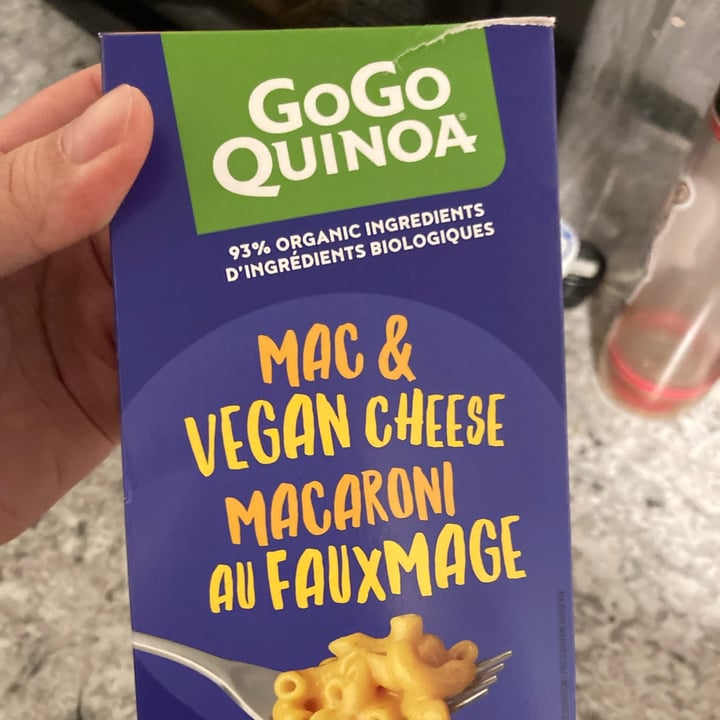 GoGo
QUINOA®
93% ORGANIC INGREDIENTS
D'INGRÉDIENTS BIOLOGIQUES
MAC &
VEGAN CHEESE
MACARONI
AU FAUXMAGE